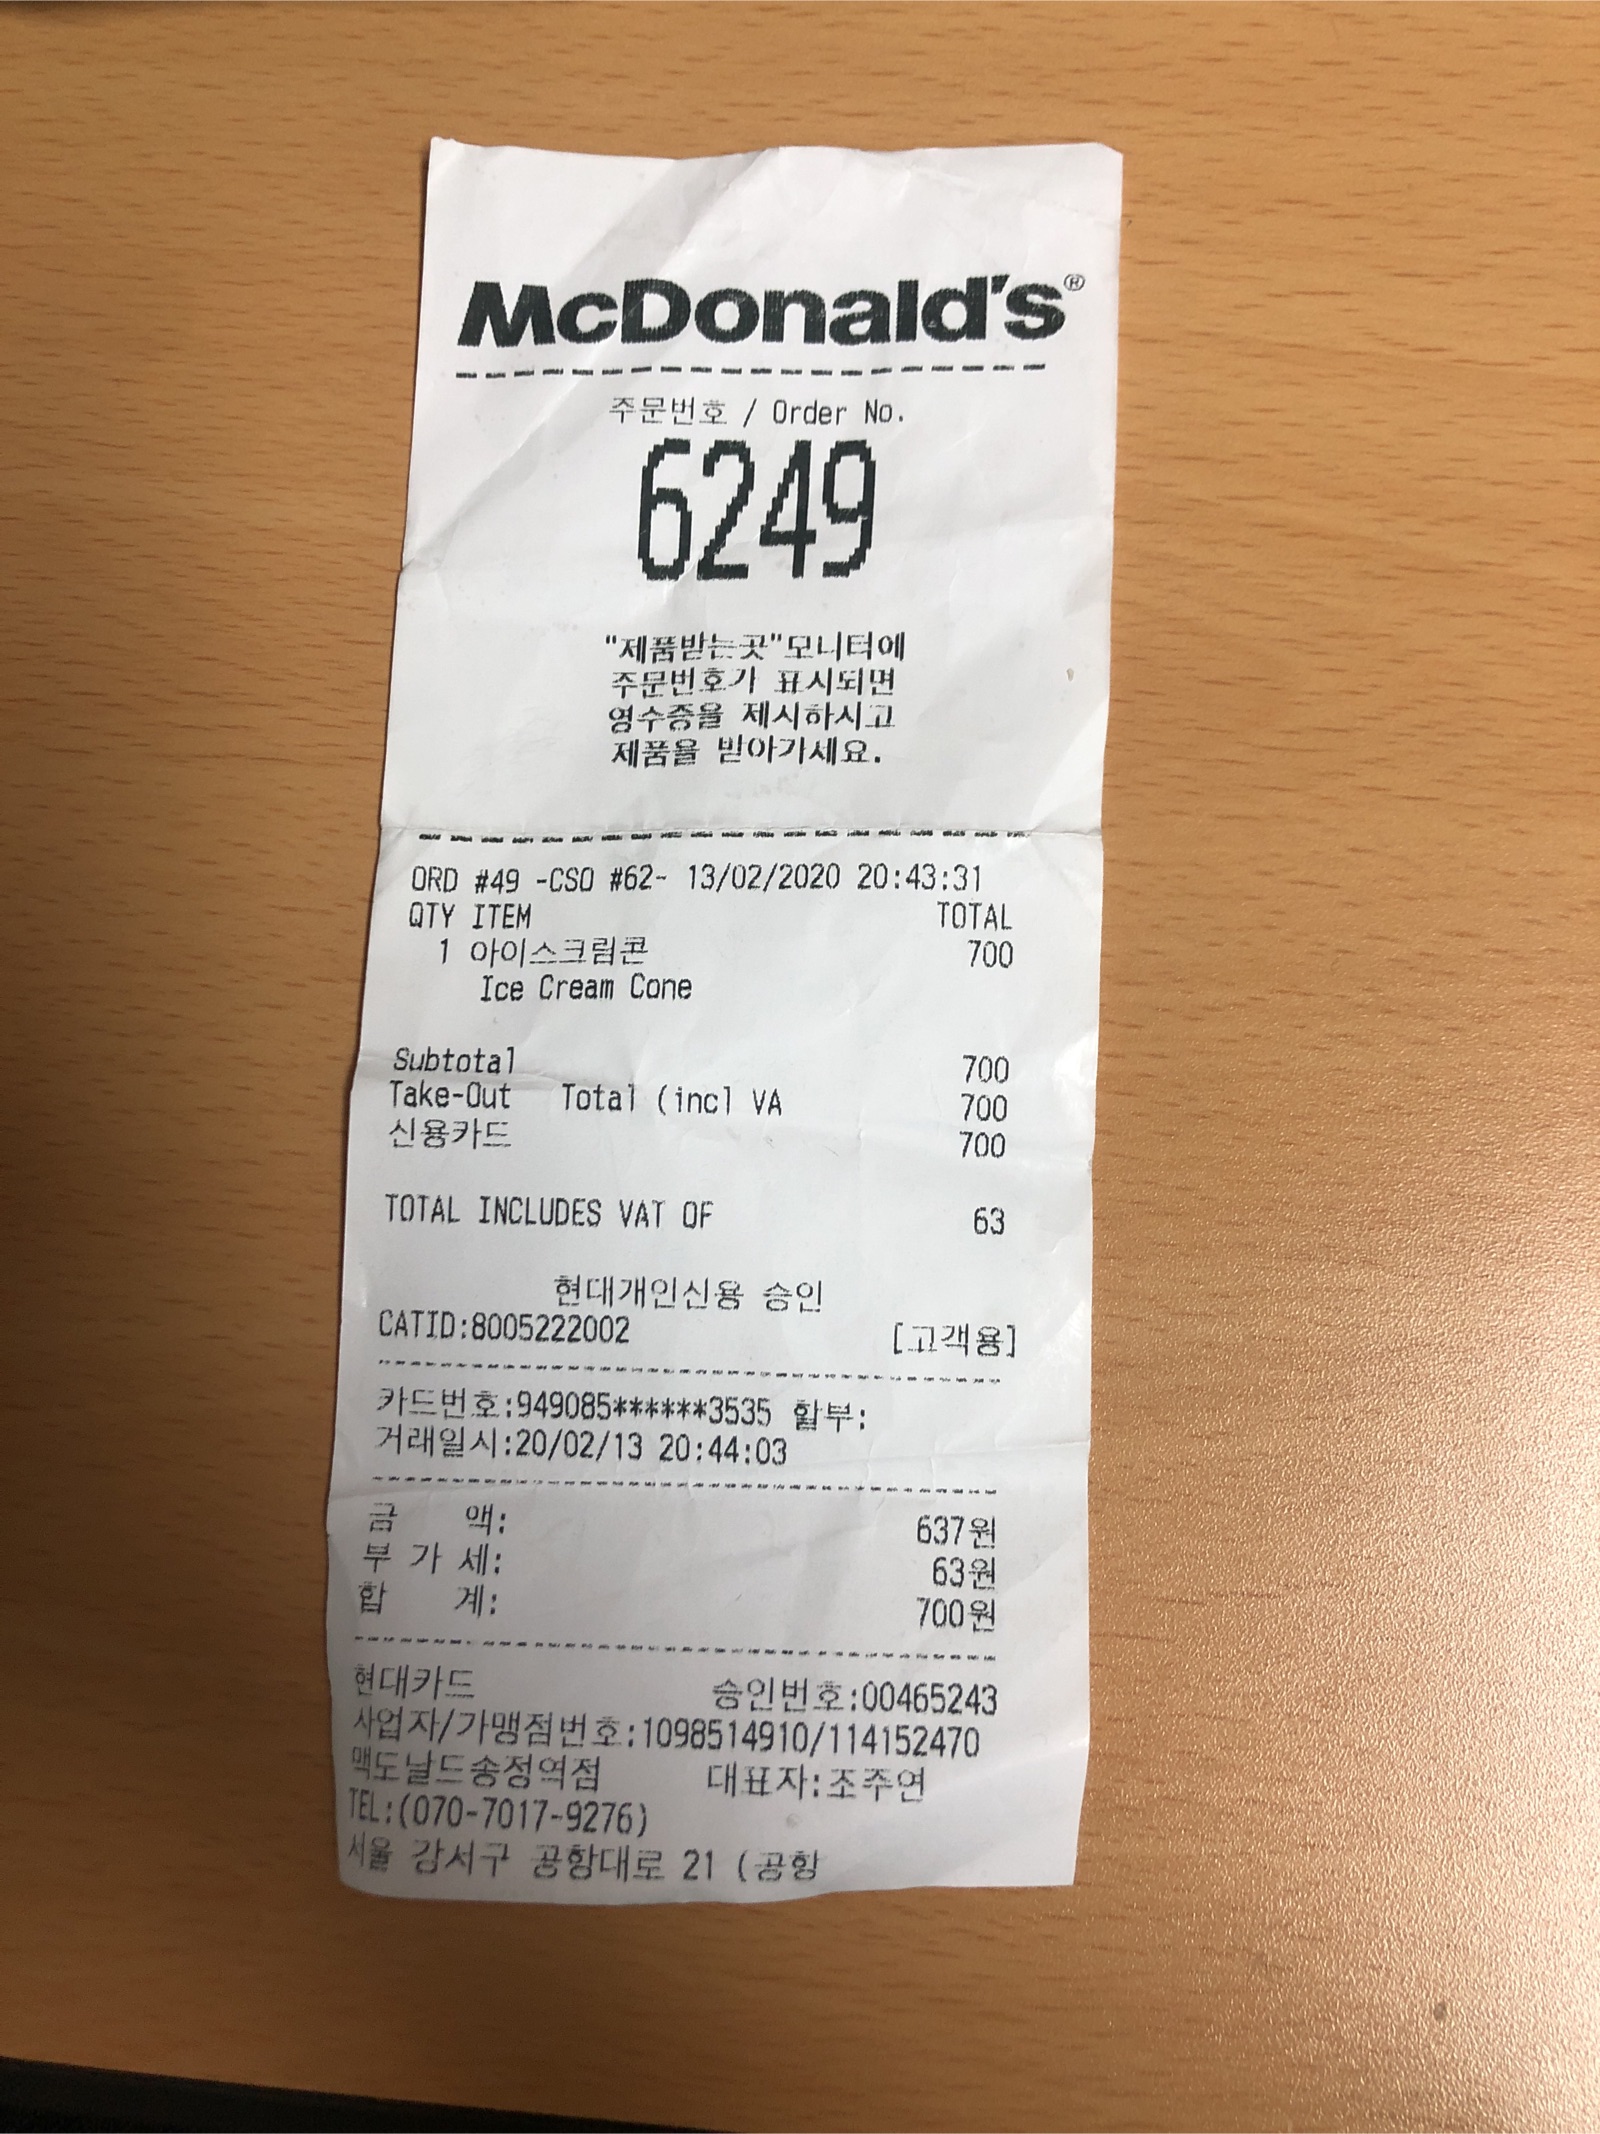 McDonald's®
주문번호 / Order No.
6249
"제품받는곳"모니터에
주문번호가 표시되면
영수증을 제시하시고
제품을 받아가세요.
ORD #49 -CSO #62- 13/02/2020 20:43:31
QTY ITEM TOTAL
1 아이스크림콘 700
Ice Cream Cone
Subtotal 700
Take-Out Total (incl VA 700
신용카드 700
TOTAL INCLUDES VAT OF 63
현대개인신용 승인
CATID:8005222002 [고객용]
카드번호:949085******3535 할부:
거래일시:20/02/13 20:44:03
금 액: 637원
부 가 세: 63원
합 계: 700원
현대카드 승인번호:00465243
사업자/가맹점번호:1098514910/114152470
맥도날드송정역점 대표자:조주연
TEL:(070-7017-9276)
서울 강서구 공항대로 21 (공항